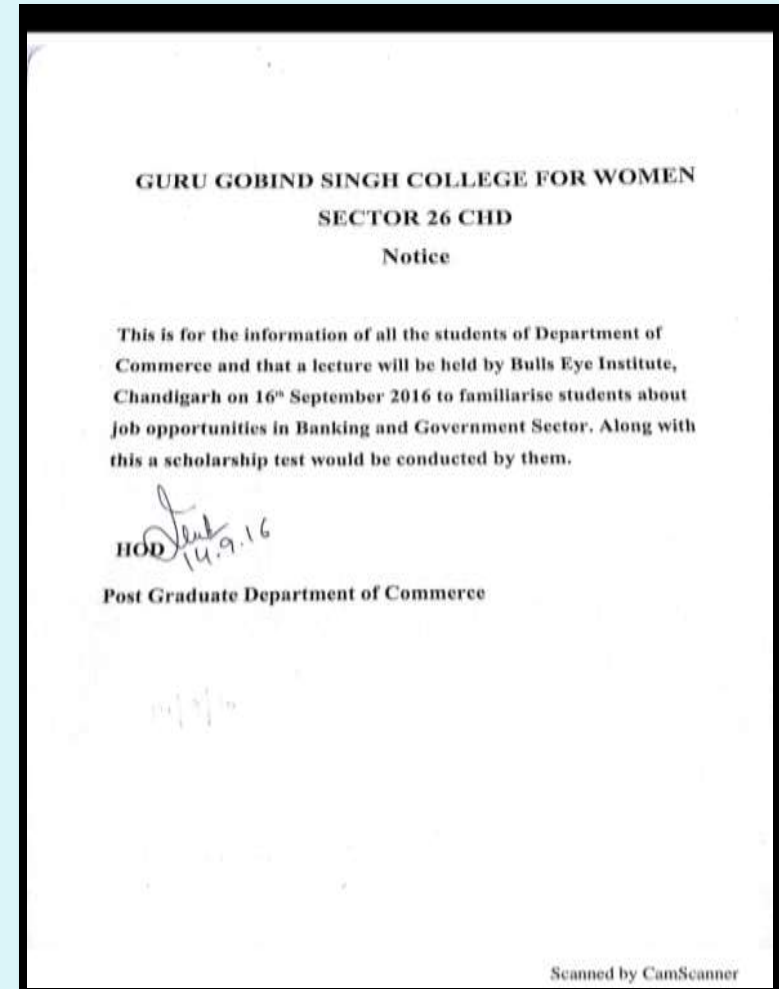 GURU GOBIND SINGH COLLEGE FOR WOMEN
SECTOR 26 CHD
Notice
This is for the information of all the students of Department of
Commerce and that a lecture will be held by Bulls Eye Institute,
Chandigarh on 16th September 2016 to familiarise students about
job opportunities in Banking and Government Sector. Along with
this a scholarship test would be conducted by them.
HOD
14.9.16
Post Graduate Department of Commerce
Scanned by CamScanner